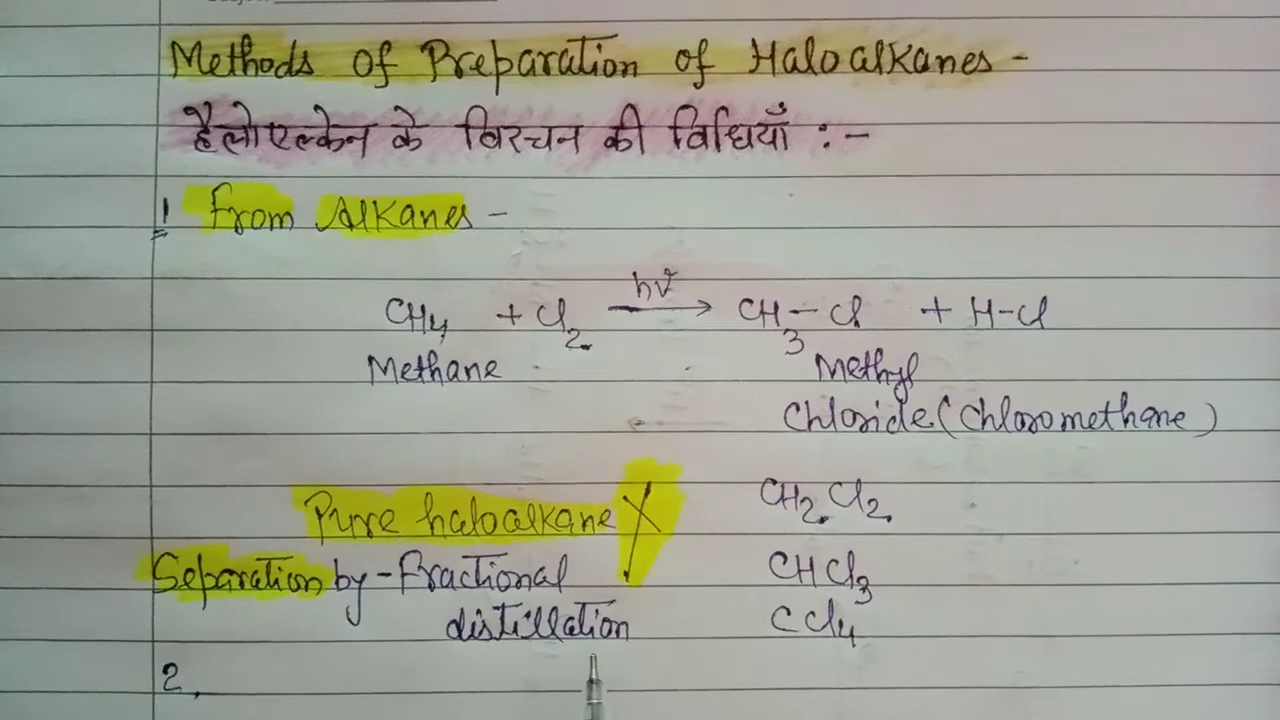 Methods of Preparation of Haloalkanes -
हैलोएल्केन के विरचन की विधियाँ :-
1 From Alkanes -
CH4 + Cl2 hν → CH3-Cl + H-Cl
Methane Methyl
Chloride (Chloromethane)
Pure haloalkane X CH2Cl2
Separation by - Fractional CHCl3
distillation CCl4
2.